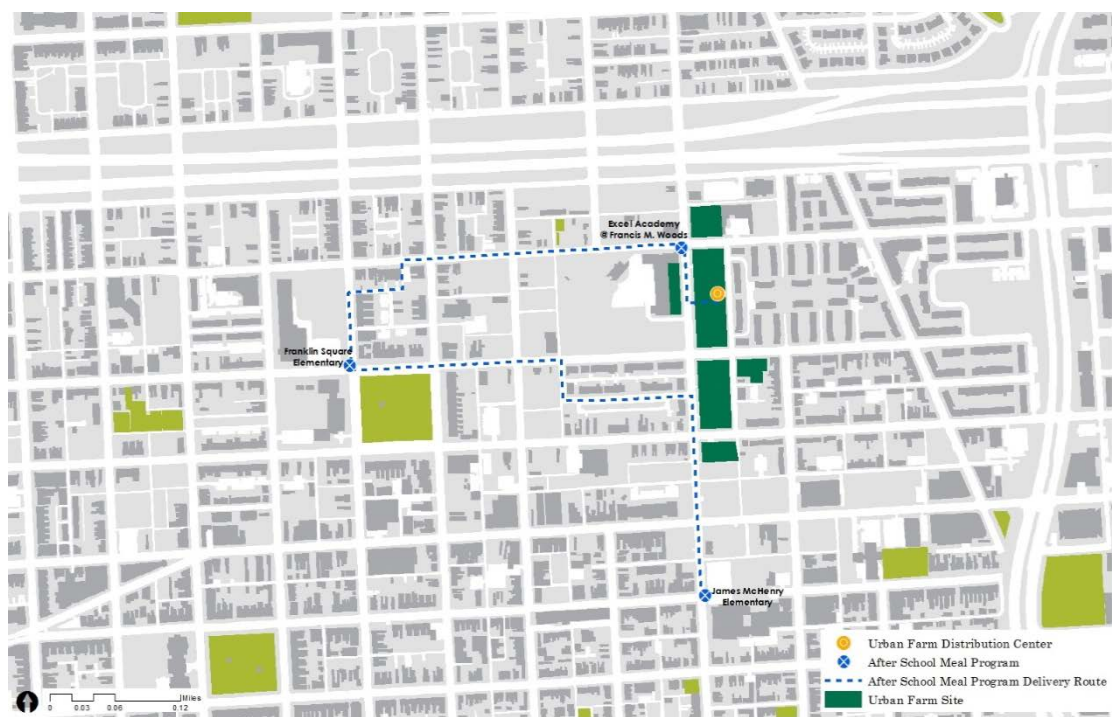 Excel Academy
@ Francis M. Woods
Franklin Square
Elementary
James McHenry
Elementary
Urban Farm Distribution Center
After School Meal Program
After School Meal Program Delivery Route
Urban Farm Site
Miles
0 0.03 0.06 0.12